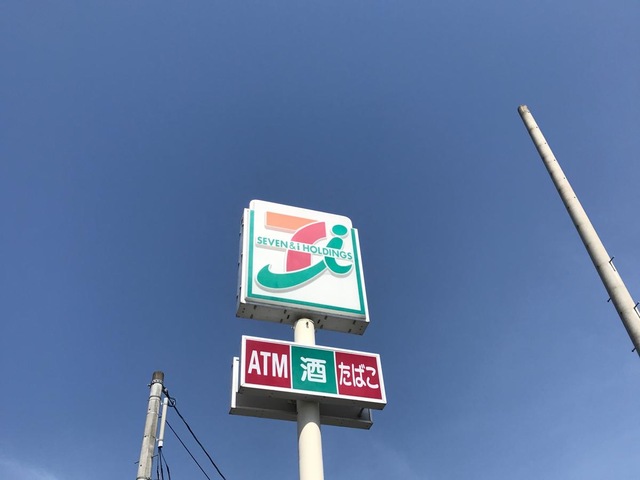 SEVEN & i HOLDINGS
ATM 酒 たばこ